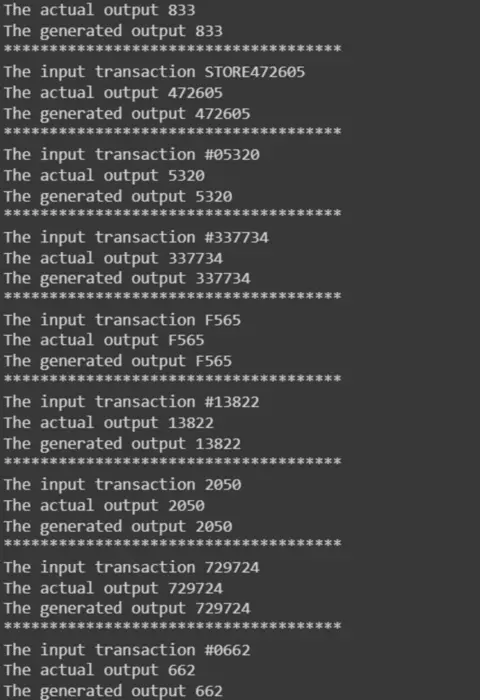 The actual output 833
The generated output 833
*************************************
The input transaction STORE472605
The actual output 472605
The generated output 472605
*************************************
The input transaction #05320
The actual output 5320
The generated output 5320
*************************************
The input transaction #337734
The actual output 337734
The generated output 337734
*************************************
The input transaction F565
The actual output F565
The generated output F565
*************************************
The input transaction #13822
The actual output 13822
The generated output 13822
*************************************
The input transaction 2050
The actual output 2050
The generated output 2050
*************************************
The input transaction 729724
The actual output 729724
The generated output 729724
*************************************
The input transaction #0662
The actual output 662
The generated output 662